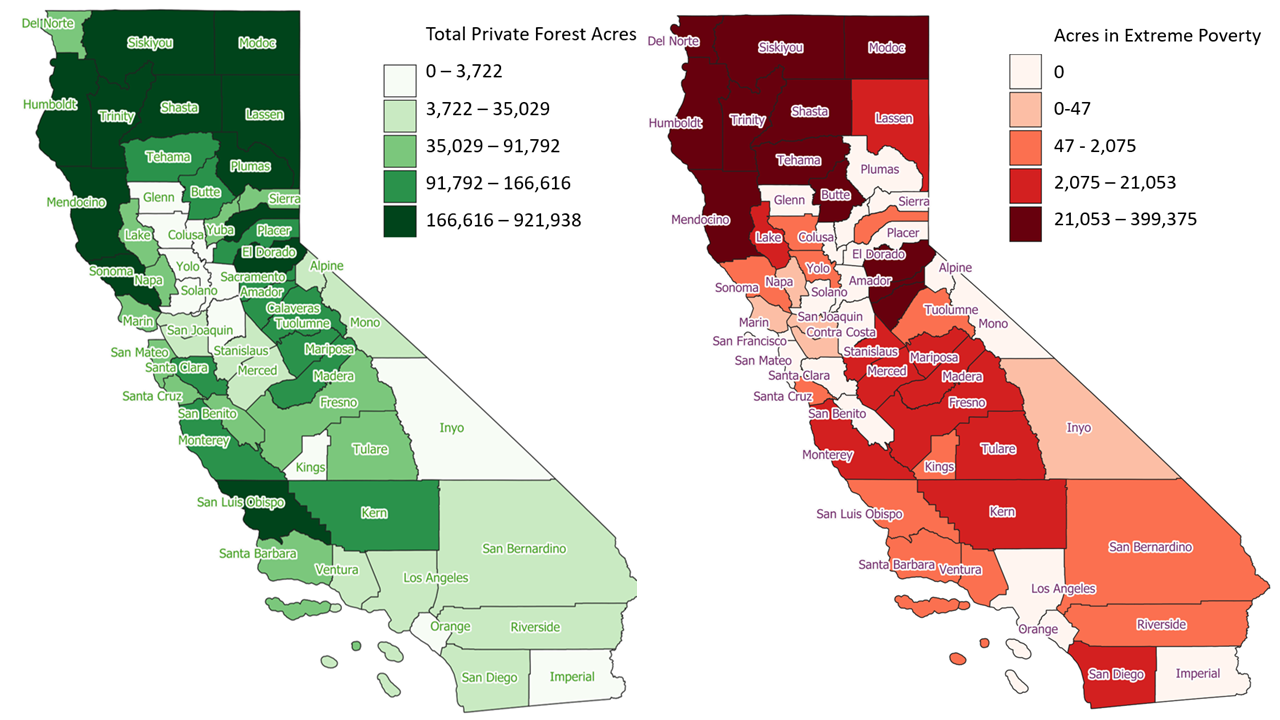 Total Private Forest Acres
0 – 3,722
3,722 – 35,029
35,029 – 91,792
91,792 – 166,616
166,616 – 921,938
Del Norte
Siskiyou
Modoc
Humboldt
Trinity
Shasta
Lassen
Tehama
Plumas
Mendocino
Glenn
Butte
Sierra
Lake
Colusa
Yuba
Placer
El Dorado
Sonoma
Napa
Yolo
Sacramento
Alpine
Solano
Amador
Marin
San Joaquin
Calaveras
Tuolumne
Mono
San Mateo
Stanislaus
Mariposa
Santa Clara
Merced
Madera
Santa Cruz
San Benito
Fresno
Monterey
Inyo
Kings
Tulare
San Luis Obispo
Kern
Santa Barbara
Ventura
San Bernardino
Los Angeles
Orange
Riverside
San Diego
Imperial
Acres in Extreme Poverty
0
0-47
47 - 2,075
2,075 – 21,053
21,053 – 399,375
Del Norte
Siskiyou
Modoc
Humboldt
Trinity
Shasta
Lassen
Tehama
Plumas
Mendocino
Glenn
Butte
Sierra
Lake
Colusa
Placer
El Dorado
Sonoma
Napa
Yolo
Amador
Alpine
Solano
Marin
San Joaquin
Contra Costa
Tuolumne
Mono
San Francisco
San Mateo
Stanislaus
Mariposa
Santa Clara
Merced
Madera
Santa Cruz
San Benito
Fresno
Monterey
Inyo
Kings
Tulare
San Luis Obispo
Kern
Santa Barbara
Ventura
San Bernardino
Los Angeles
Orange
Riverside
San Diego
Imperial